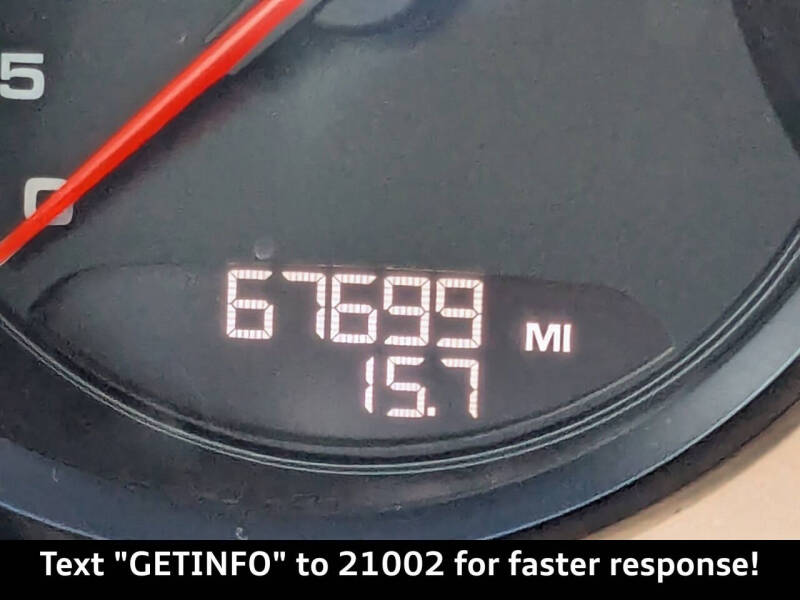 5
0
67699 MI
15.7
Text "GETINFO" to 21002 for faster response!